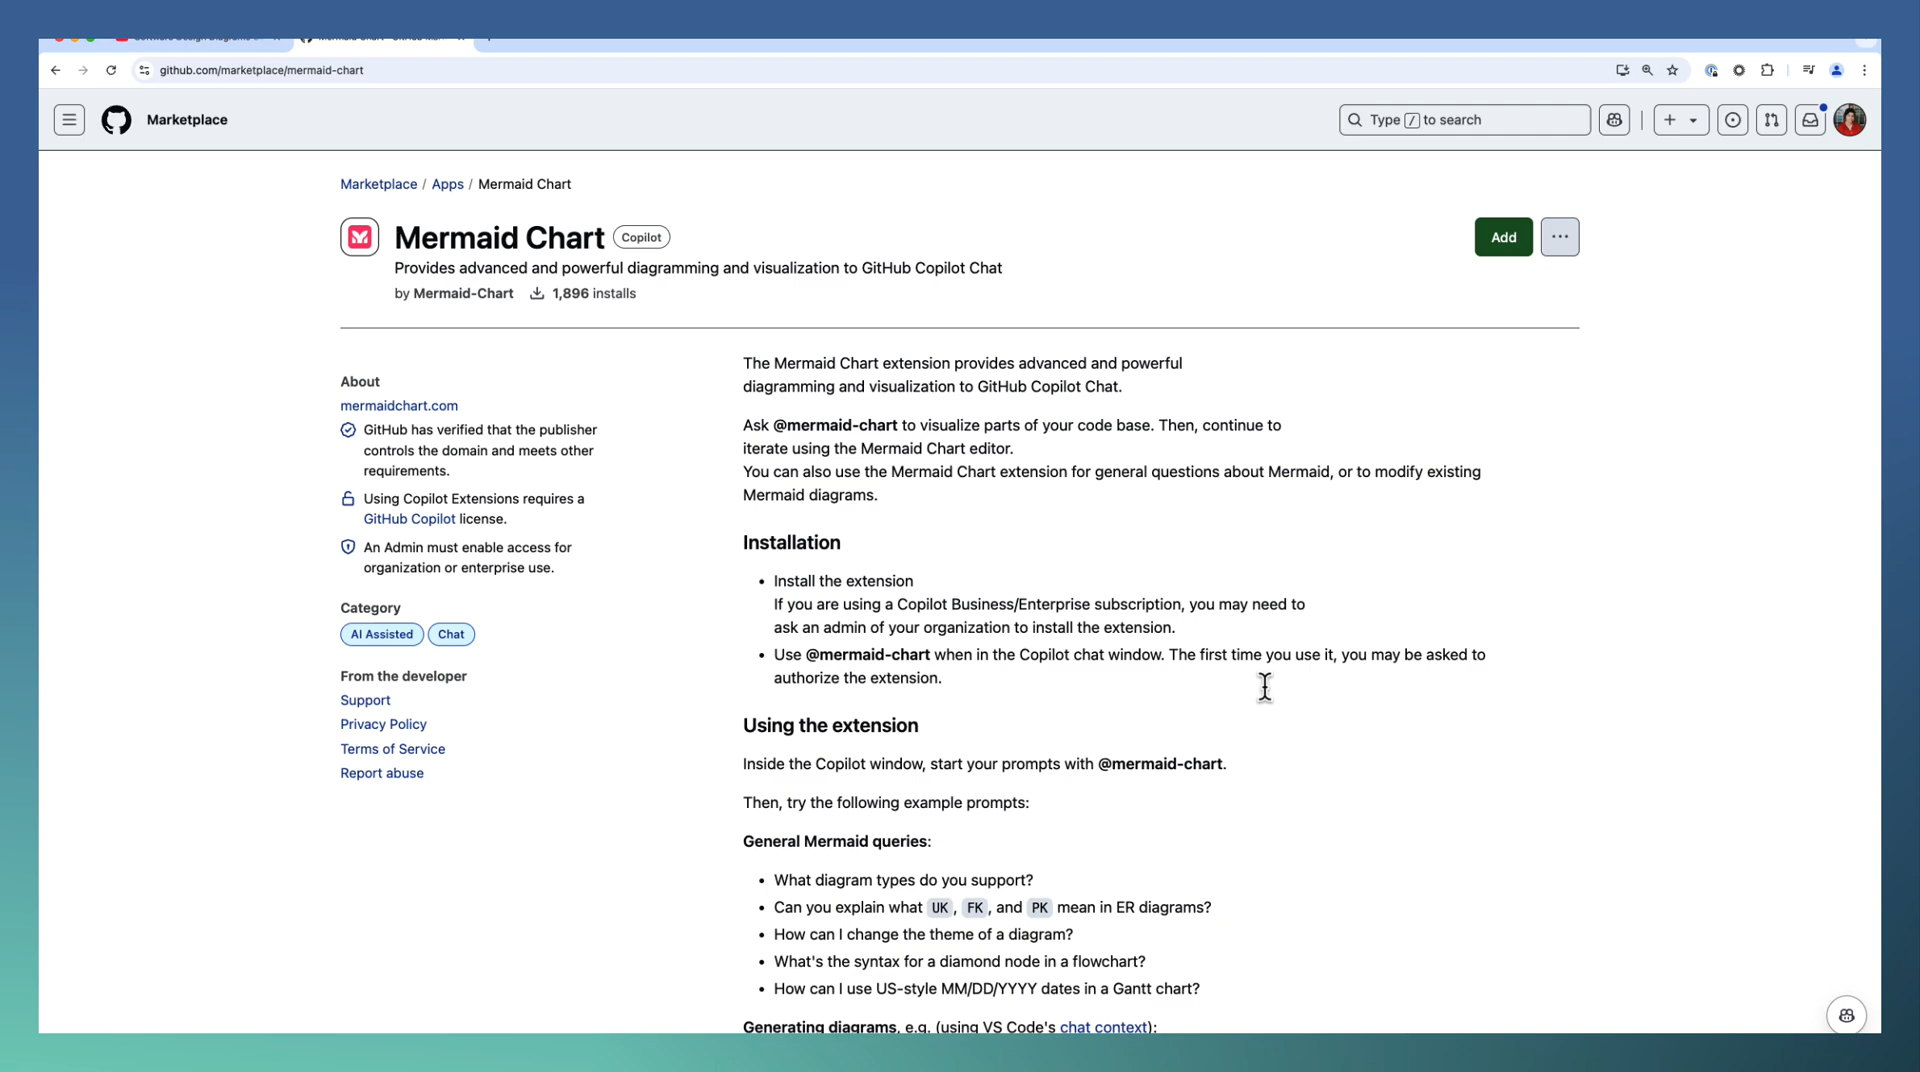 github.com/marketplace/mermaid-chart
Marketplace
Type / to search
Marketplace / Apps / Mermaid Chart
Mermaid Chart Copilot
Add
Provides advanced and powerful diagramming and visualization to GitHub Copilot Chat
by Mermaid-Chart 1,896 installs
About
mermaidchart.com
GitHub has verified that the publisher
controls the domain and meets other
requirements.
Using Copilot Extensions requires a
GitHub Copilot license.
An Admin must enable access for
organization or enterprise use.
Category
AI Assisted Chat
From the developer
Support
Privacy Policy
Terms of Service
Report abuse
The Mermaid Chart extension provides advanced and powerful
diagramming and visualization to GitHub Copilot Chat.
Ask @mermaid-chart to visualize parts of your code base. Then, continue to
iterate using the Mermaid Chart editor.
You can also use the Mermaid Chart extension for general questions about Mermaid, or to modify existing
Mermaid diagrams.
Installation
• Install the extension
If you are using a Copilot Business/Enterprise subscription, you may need to
ask an admin of your organization to install the extension.
• Use @mermaid-chart when in the Copilot chat window. The first time you use it, you may be asked to
authorize the extension.
Using the extension
Inside the Copilot window, start your prompts with @mermaid-chart.
Then, try the following example prompts:
General Mermaid queries:
• What diagram types do you support?
• Can you explain what UK, FK, and PK mean in ER diagrams?
• How can I change the theme of a diagram?
• What's the syntax for a diamond node in a flowchart?
• How can I use US-style MM/DD/YYYY dates in a Gantt chart?
Generating diagrams, e.g. (using VS Code's chat context):